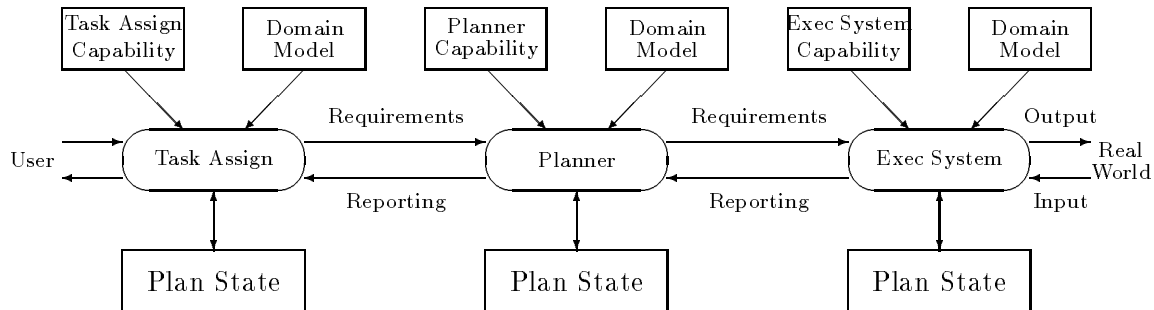 Task Assign
Capability
Domain
Model
Planner
Capability
Domain
Model
Exec System
Capability
Domain
Model
Requirements
Requirements
Output
User
Task Assign
Planner
Exec System
Real
World
Reporting
Reporting
Input
Plan State
Plan State
Plan State